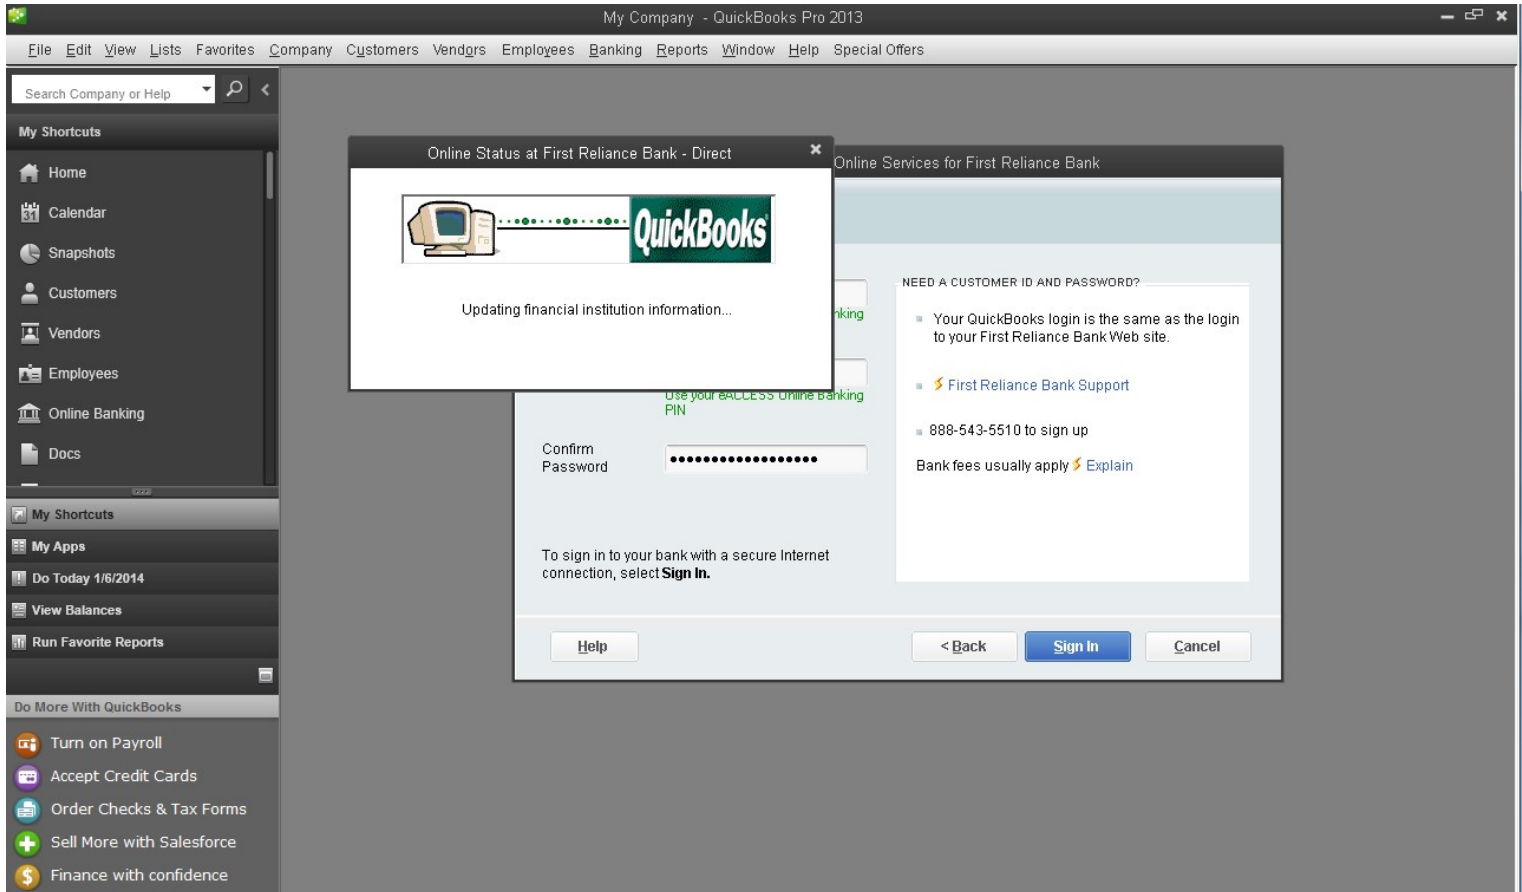 My Company - QuickBooks Pro 2013
File Edit View Lists Favorites Company Customers Vendors Employees Banking Reports Window Help Special Offers
Search Company or Help
My Shortcuts
Home
31
Calendar
Snapshots
Customers
Vendors
Employees
Online Banking
Docs
My Shortcuts
My Apps
Do Today 1/6/2014
View Balances
Run Favorite Reports
Do More With QuickBooks
Turn on Payroll
Accept Credit Cards
Order Checks & Tax Forms
Sell More with Salesforce
Finance with confidence
Online Status at First Reliance Bank - Direct
QuickBooks
Updating financial institution information...
Online Services for First Reliance Bank
Use your eACCESS Online Banking
PIN
Confirm
Password
To sign in to your bank with a secure Internet
connection, select Sign In.
NEED A CUSTOMER ID AND PASSWORD?
Your QuickBooks login is the same as the login
to your First Reliance Bank Web site.
First Reliance Bank Support
888-543-5510 to sign up
Bank fees usually apply Explain
Help
< Back
Sign In
Cancel